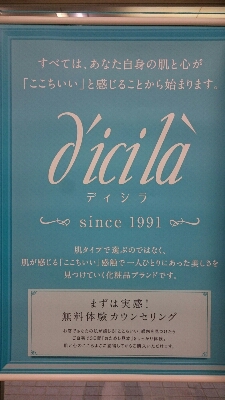 すべては、あなた自身の肌と心が
「ここちいい」と感じることから始まります。
d'icilà
ディシラ
since 1991
肌タイプで選ぶのではなく、
肌が感じる「ここちいい」感触で一人ひとりにあった美しさを
見つけていく化粧品ブランドです。
まずは実感！
無料体験カウンセリング